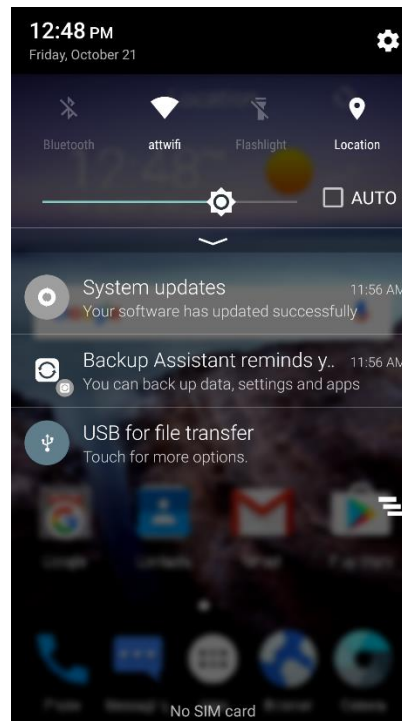 12:48 PM
Friday, October 21
Bluetooth attwifi Flashlight Location
AUTO
System updates 11:56 AM
Your software has updated successfully
Backup Assistant reminds y.. 11:56 AM
You can back up data, settings and apps
USB for file transfer
Touch for more options.
No SIM card